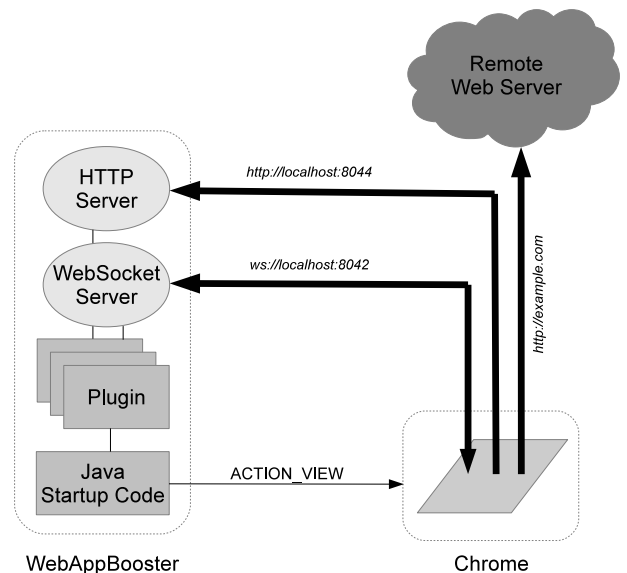 Remote
Web Server
HTTP
Server
http://localhost:8044
WebSocket
Server
ws://localhost:8042
http://example.com
Plugin
Java
Startup Code
ACTION_VIEW
WebAppBooster
Chrome